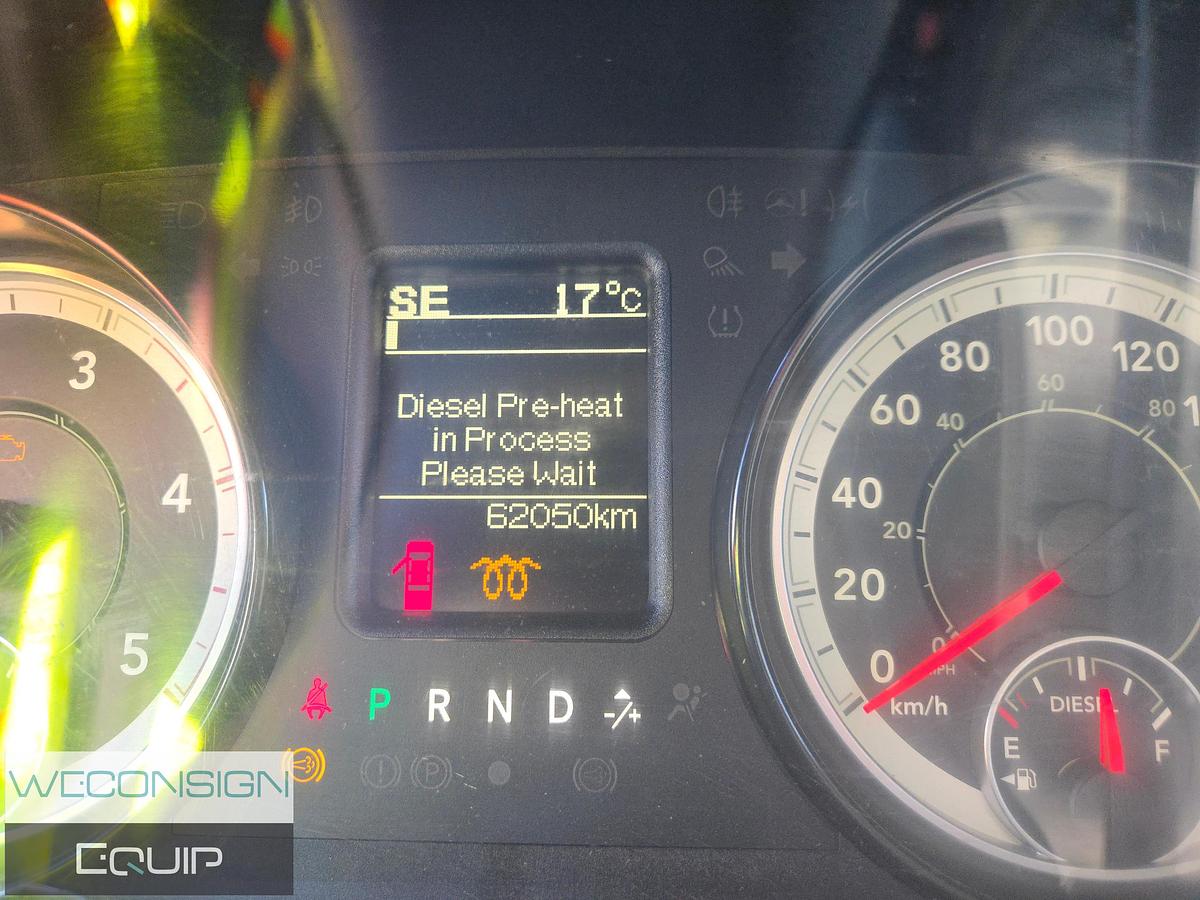 SE 17°C
Diesel Pre-heat
in Process
Please Wait
62050km
3
4
5
P R N D -/+
0
20
40
60
80
100
120
0
20
40
60
80
km/h
DIESEL
E F
WECONSIGN
EQUIP